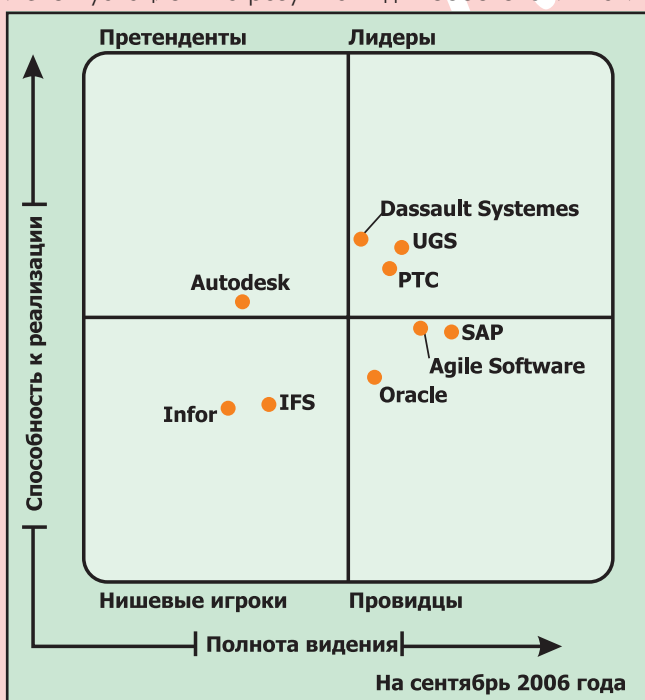 Претенденты
Лидеры
Dassault Systemes
UGS
PTC
Autodesk
SAP
Agile Software
Oracle
IFS
Infor
Способность к реализации
Нишевые игроки
Провидцы
Полнота видения
На сентябрь 2006 года